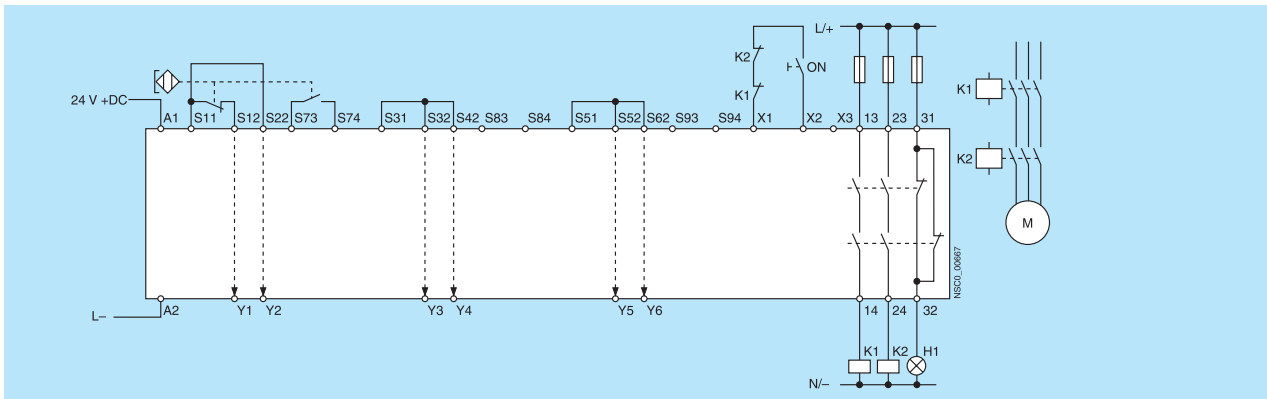 L/+
K2
ON
K1
24 V +DC
A1 S11 S12 S22 S73 S74 S31 S32 S42 S83 S84 S51 S52 S62 S93 S94 X1 X2 X3 13 23 31
K1
K2
M
NSC0_00667
L–
A2 Y1 Y2 Y3 Y4 Y5 Y6 14 24 32
K1 K2 H1
N/–